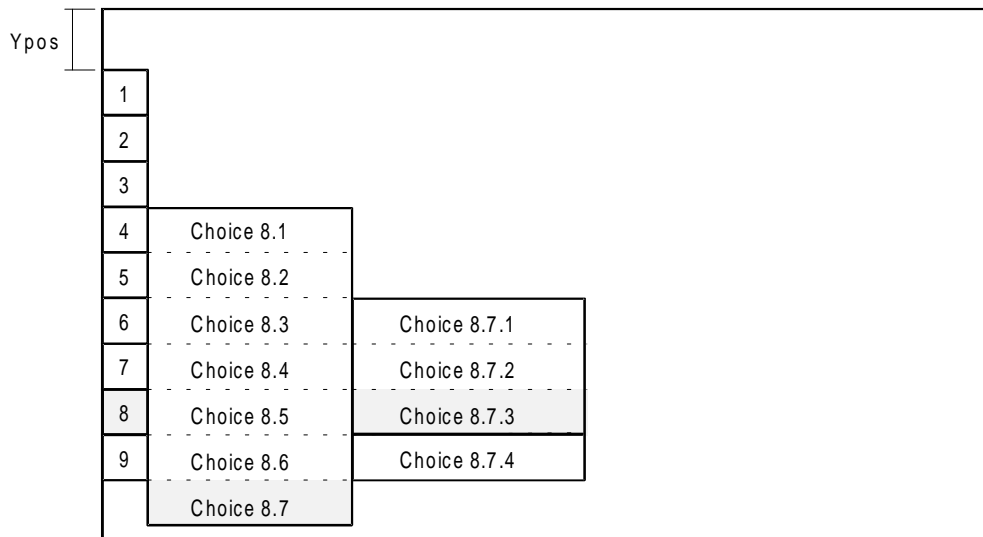 Ypos
1
2
3
4 Choice 8.1
5 Choice 8.2
6 Choice 8.3 Choice 8.7.1
7 Choice 8.4 Choice 8.7.2
8 Choice 8.5 Choice 8.7.3
9 Choice 8.6 Choice 8.7.4
Choice 8.7